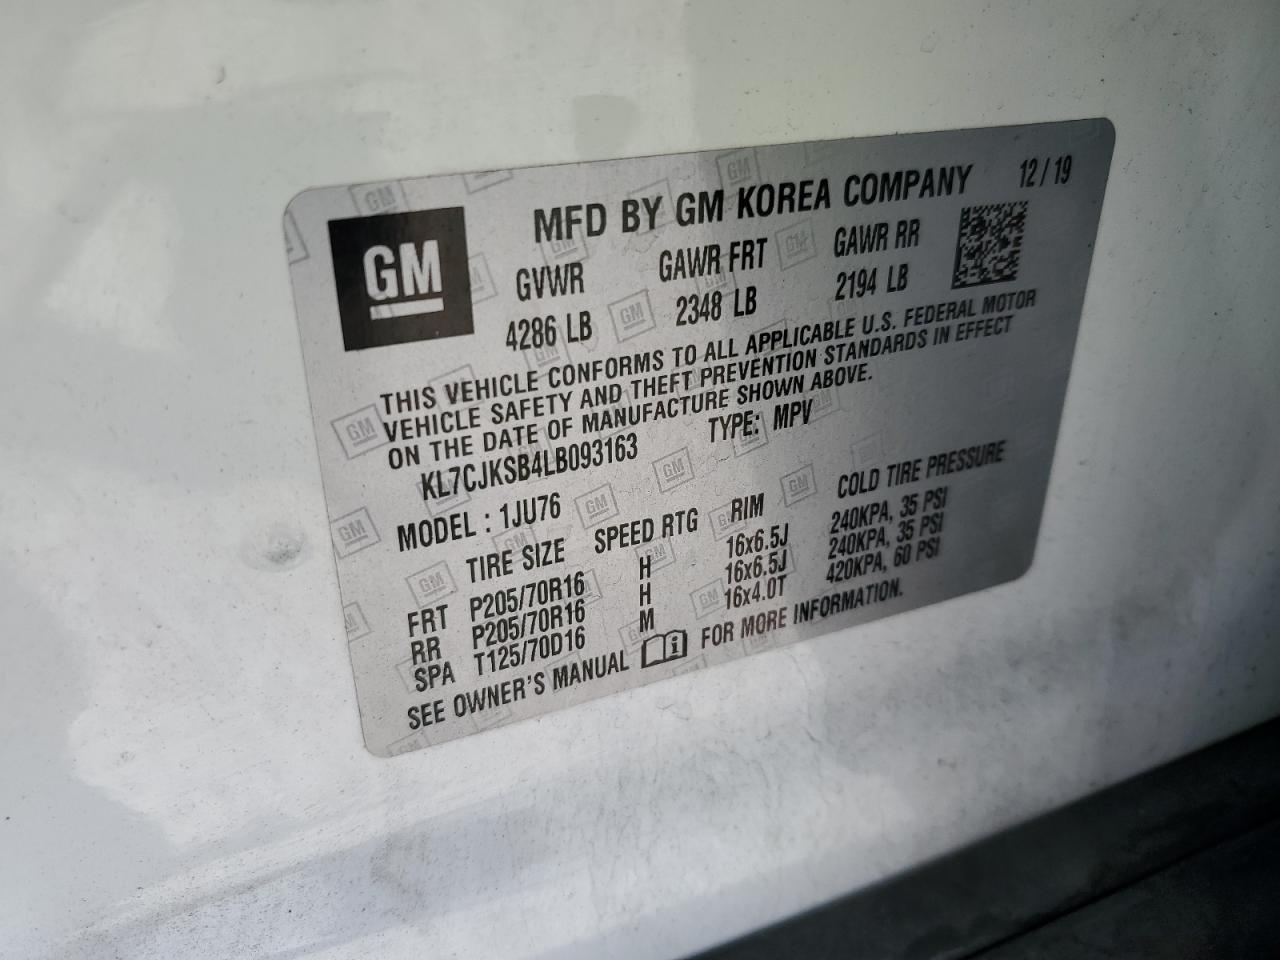 GM
MFD BY GM KOREA COMPANY 12/19
GVWR GAWR FRT GAWR RR
4286 LB 2348 LB 2194 LB
THIS VEHICLE CONFORMS TO ALL APPLICABLE U.S. FEDERAL MOTOR
VEHICLE SAFETY AND THEFT PREVENTION STANDARDS IN EFFECT
ON THE DATE OF MANUFACTURE SHOWN ABOVE.
KL7CJKSB4LB093163 TYPE: MPV
MODEL : 1JU76
TIRE SIZE SPEED RTG RIM COLD TIRE PRESSURE
FRT P205/70R16 H 16x6.5J 240KPA, 35 PSI
RR P205/70R16 H 16x6.5J 240KPA, 35 PSI
SPA T125/70D16 M 16x4.0T 420KPA, 60 PSI
SEE OWNER'S MANUAL FOR MORE INFORMATION.